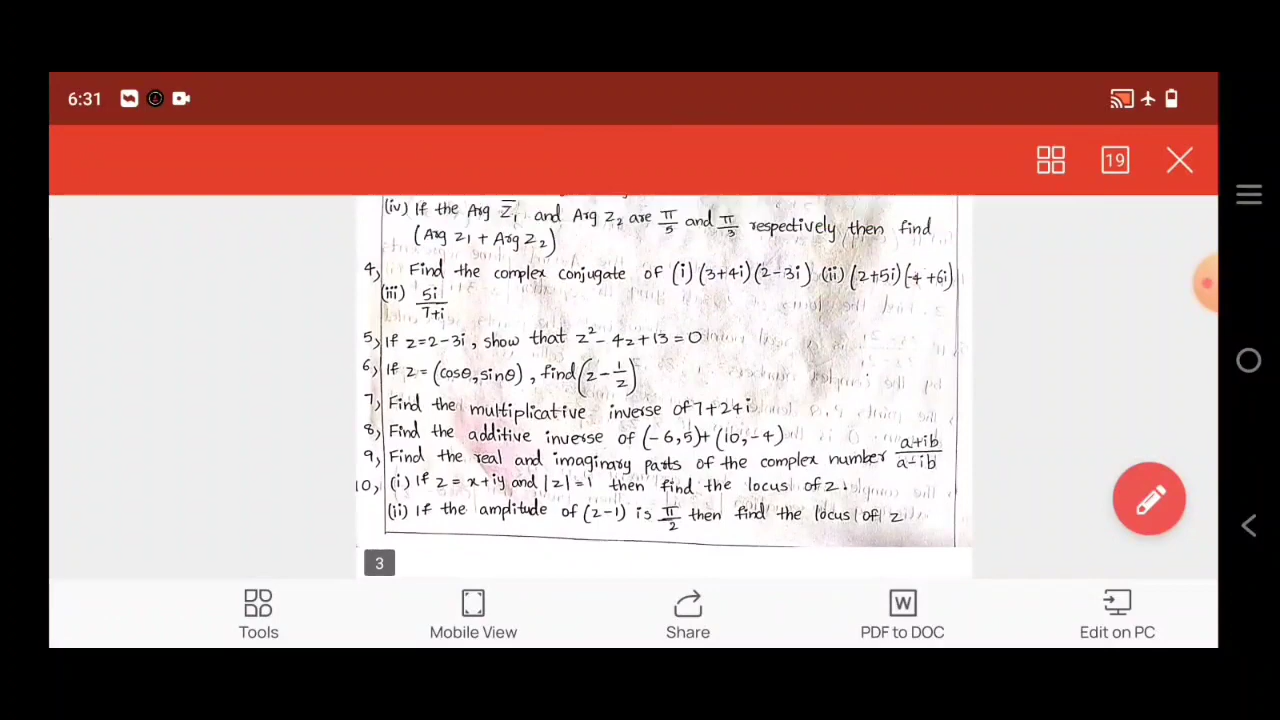 6:31
19
(iv) If the Arg Z̅₁ and Arg Z₂ are π/5 and π/3 respectively then find
(Arg z₁ + Arg z₂)
4) Find the complex conjugate of (i) (3+4i)(2-3i) (ii) (2+5i)(4+6i)
(iii) 5i/7+i
5) If z=2-3i, show that z²-4z+13=0
6) If z = (cosθ, sinθ), find (z - 1/z)
7) Find the multiplicative inverse of 7+24i
8) Find the additive inverse of (-6,5)+(10,-4)
9) Find the real and imaginary parts of the complex number a+ib/a-ib
10) (i) If z = x+iy and |z|=1 then find the locus of z.
(ii) If the amplitude of (z-1) is π/2 then find the locus of z
3
Tools Mobile View Share PDF to DOC Edit on PC